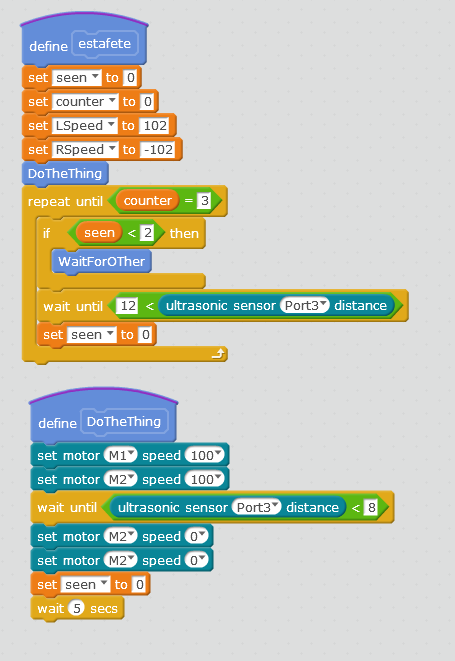 define estafete
set seen to 0
set counter to 0
set LSpeed to 102
set RSpeed to -102
DoTheThing
repeat until counter = 3
if seen < 2 then
WaitForOTher
wait until 12 < ultrasonic sensor Port3 distance
set seen to 0
define DoTheThing
set motor M1 speed 100
set motor M2 speed 100
wait until ultrasonic sensor Port3 distance < 8
set motor M2 speed 0
set motor M2 speed 0
set seen to 0
wait 5 secs